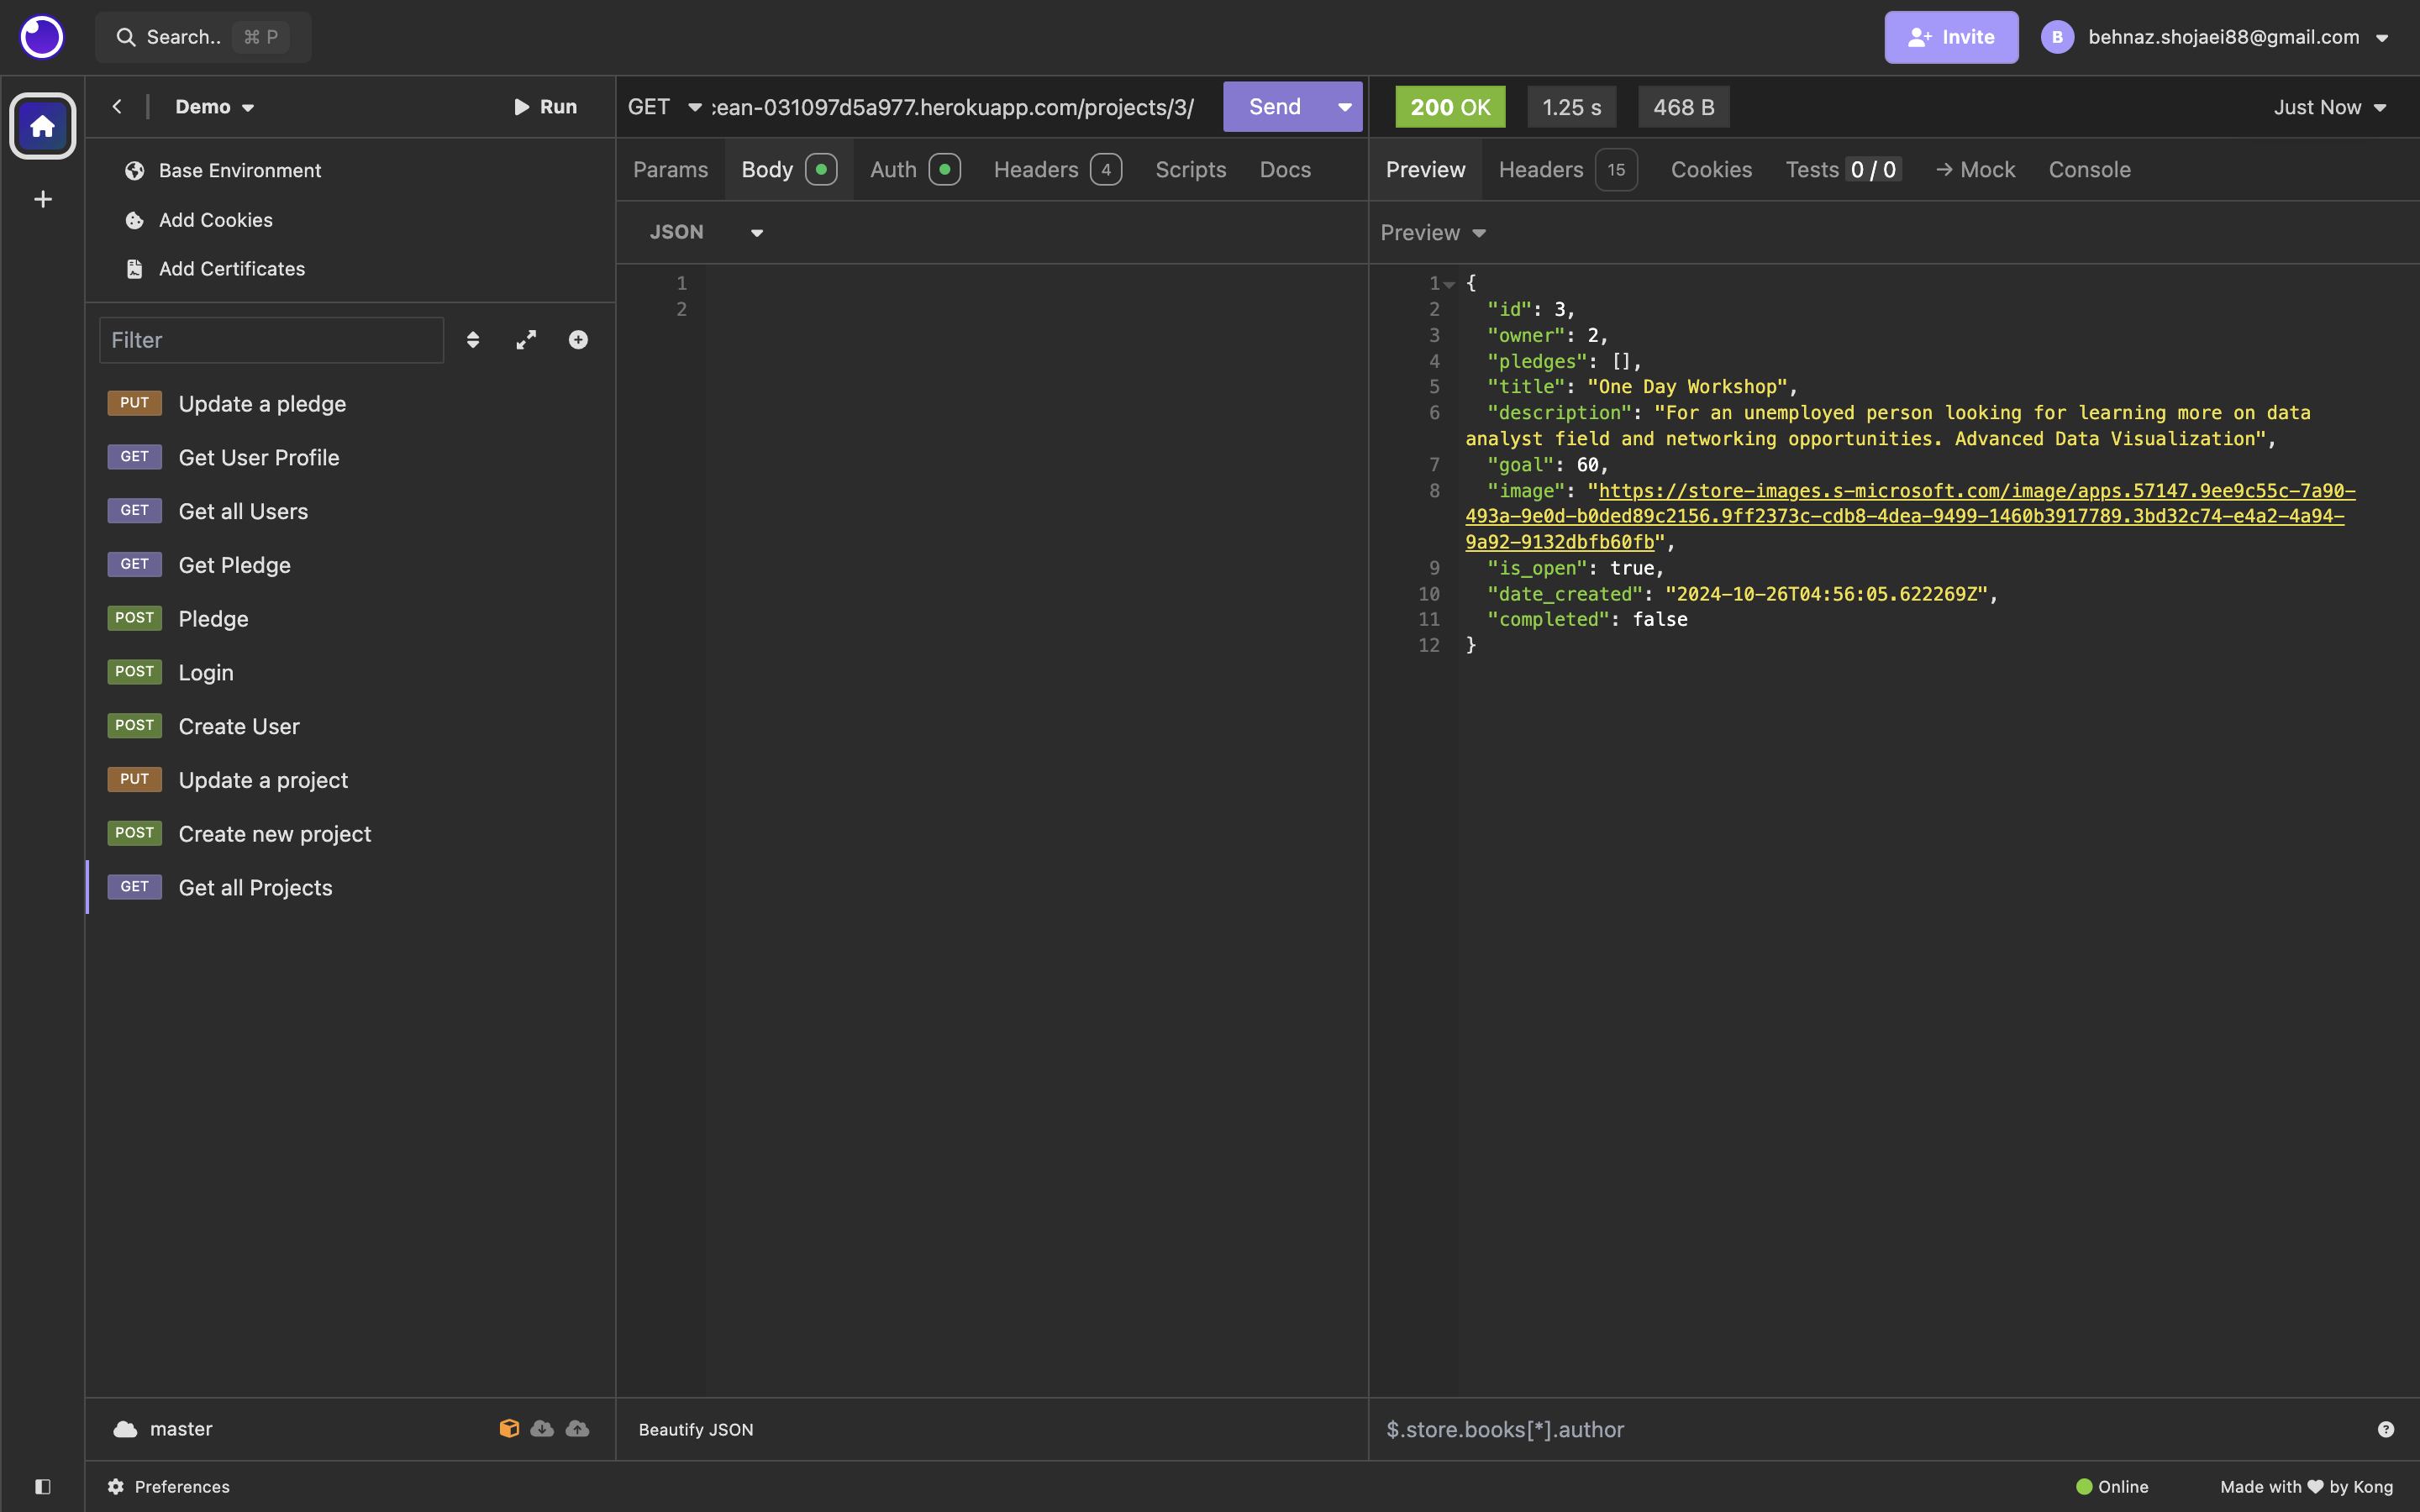 Search.. ⌘ P
Invite
B behnaz.shojaei88@gmail.com
Demo
Run
Base Environment
Add Cookies
Add Certificates
Filter
PUT Update a pledge
GET Get User Profile
GET Get all Users
GET Get Pledge
POST Pledge
POST Login
POST Create User
PUT Update a project
POST Create new project
GET Get all Projects
master
GET ean-031097d5a977.herokuapp.com/projects/3/ Send
Params Body Auth Headers 4 Scripts Docs
JSON
1
2
Beautify JSON
200 OK 1.25 s 468 B Just Now
Preview Headers 15 Cookies Tests 0 / 0 → Mock Console
Preview
1 {
2 "id": 3,
3 "owner": 2,
4 "pledges": [],
5 "title": "One Day Workshop",
6 "description": "For an unemployed person looking for learning more on data
analyst field and networking opportunities. Advanced Data Visualization",
7 "goal": 60,
8 "image": "https://store-images.s-microsoft.com/image/apps.57147.9ee9c55c-7a90-
493a-9e0d-b0ded89c2156.9ff2373c-cdb8-4dea-9499-1460b3917789.3bd32c74-e4a2-4a94-
9a92-9132dbfb60fb",
9 "is_open": true,
10 "date_created": "2024-10-26T04:56:05.622269Z",
11 "completed": false
12 }
$.store.books[*].author
Preferences
Online
Made with ♥ by Kong